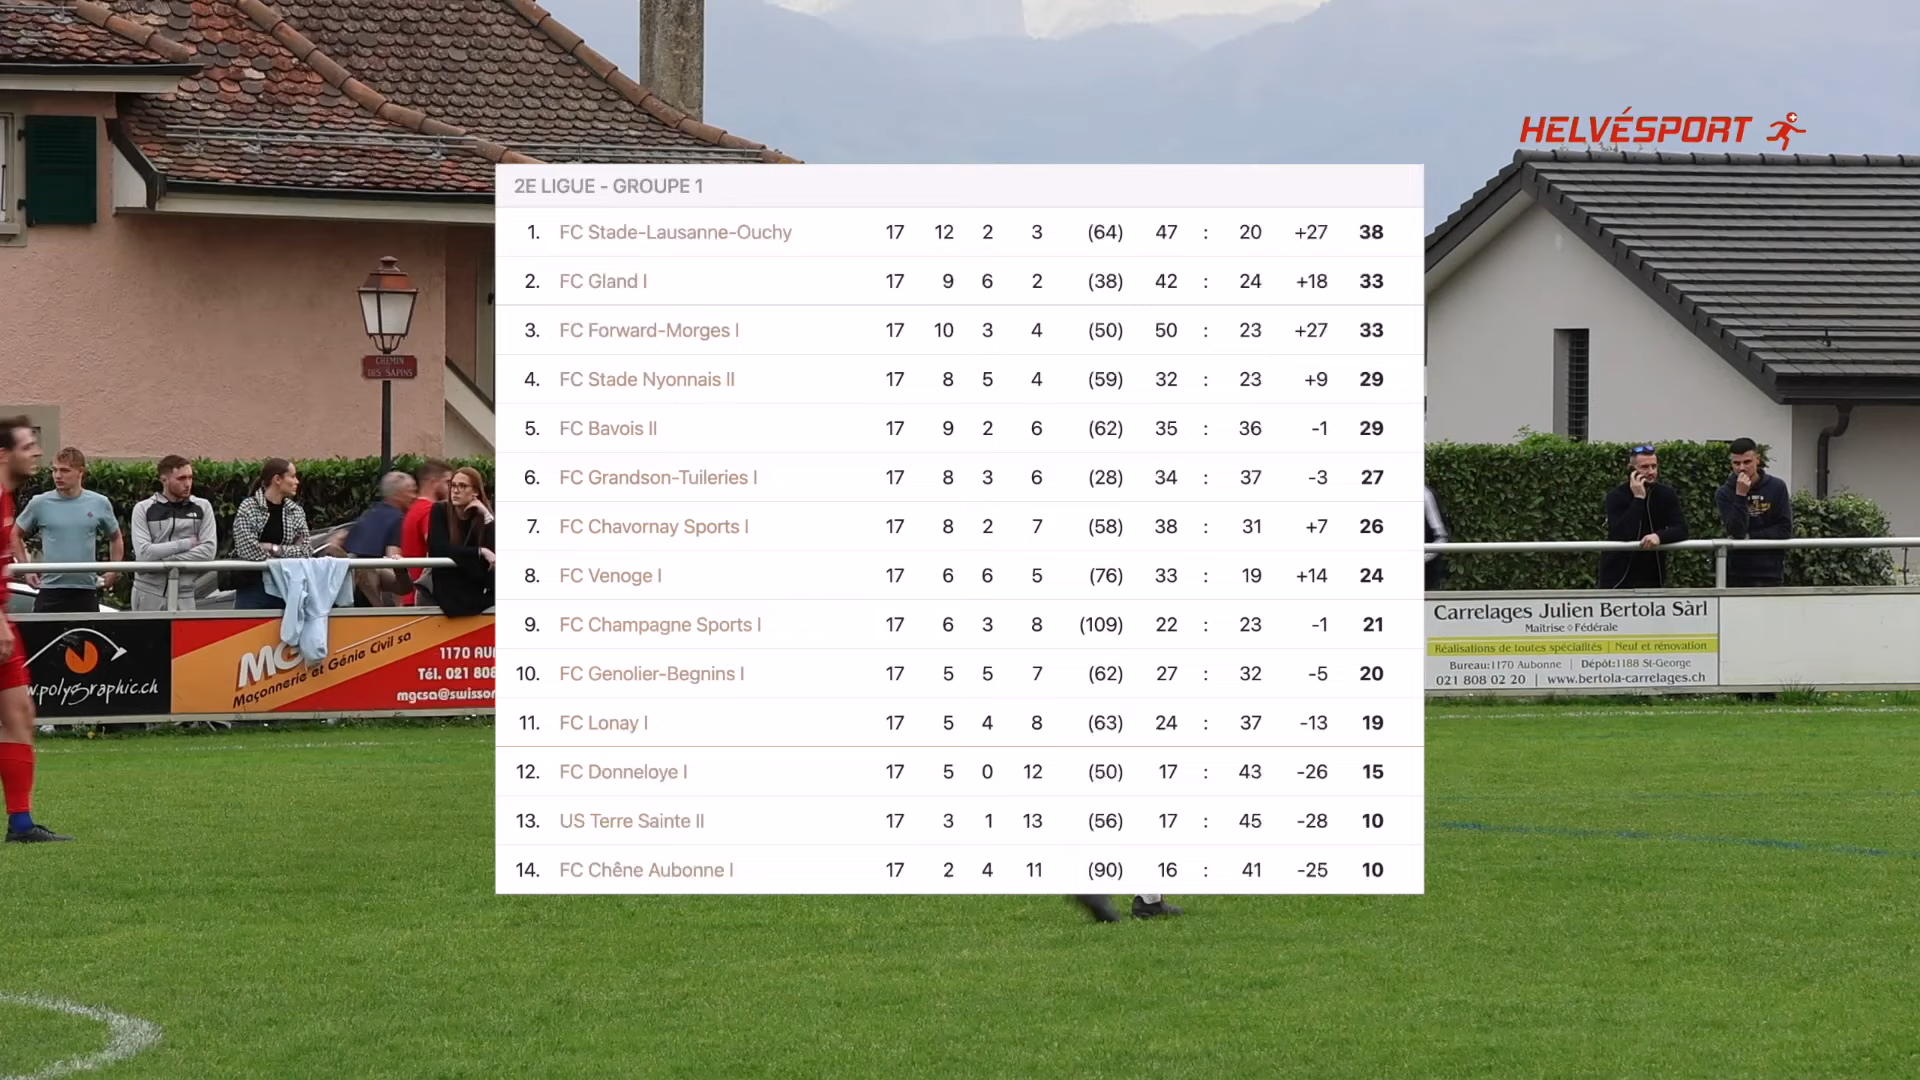 HELVÉSPORT
2E LIGUE - GROUPE 1
1. FC Stade-Lausanne-Ouchy 17 12 2 3 (64) 47 : 20 +27 38
2. FC Gland I 17 9 6 2 (38) 42 : 24 +18 33
3. FC Forward-Morges I 17 10 3 4 (50) 50 : 23 +27 33
4. FC Stade Nyonnais II 17 8 5 4 (59) 32 : 23 +9 29
5. FC Bavois II 17 9 2 6 (62) 35 : 36 -1 29
6. FC Grandson-Tuileries I 17 8 3 6 (28) 34 : 37 -3 27
7. FC Chavornay Sports I 17 8 2 7 (58) 38 : 31 +7 26
8. FC Venoge I 17 6 6 5 (76) 33 : 19 +14 24
9. FC Champagne Sports I 17 6 3 8 (109) 22 : 23 -1 21
10. FC Genolier-Begnins I 17 5 5 7 (62) 27 : 32 -5 20
11. FC Lonay I 17 5 4 8 (63) 24 : 37 -13 19
12. FC Donneloye I 17 5 0 12 (50) 17 : 43 -26 15
13. US Terre Sainte II 17 3 1 13 (56) 17 : 45 -28 10
14. FC Chêne Aubonne I 17 2 4 11 (90) 16 : 41 -25 10
CHEMIN
DES SAPINS
w.polygraphic.ch
Maçonnerie et Génie Civil sa
1170 AU
Tél. 021 808
mgcsa@swisso
Carrelages Julien Bertola Sàrl
Maîtrise ◊ Fédérale
Réalisations de toutes spécialités | Neuf et rénovation
Bureau:1170 Aubonne | Dépôt:1188 St-George
021 808 02 20 | www.bertola-carrelages.ch